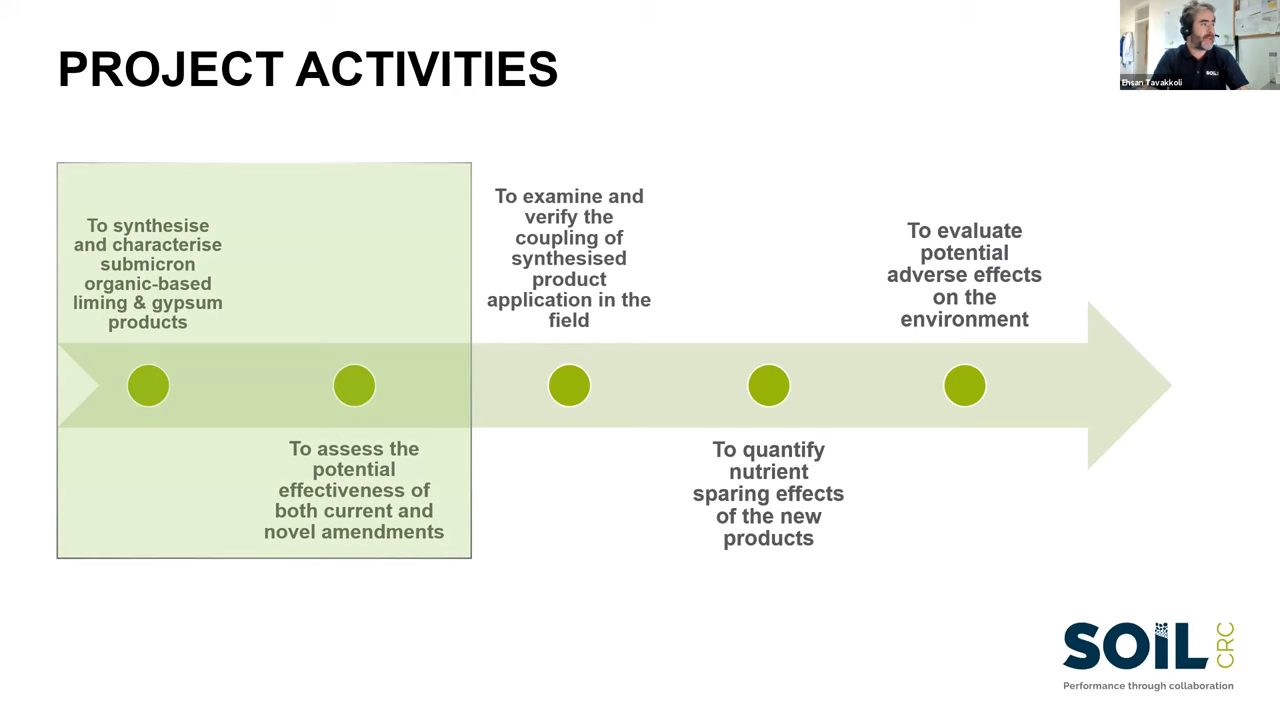 PROJECT ACTIVITIES
SOIL
Ehsan Tavakkoli
To synthesise
and characterise
submicron
organic-based
liming & gypsum
products
To assess the
potential
effectiveness of
both current and
novel amendments
To examine and
verify the
coupling of
synthesised
product
application in the
field
To quantify
nutrient
sparing effects
of the new
products
To evaluate
potential
adverse effects
on the
environment
SOiL
CRC
Performance through collaboration